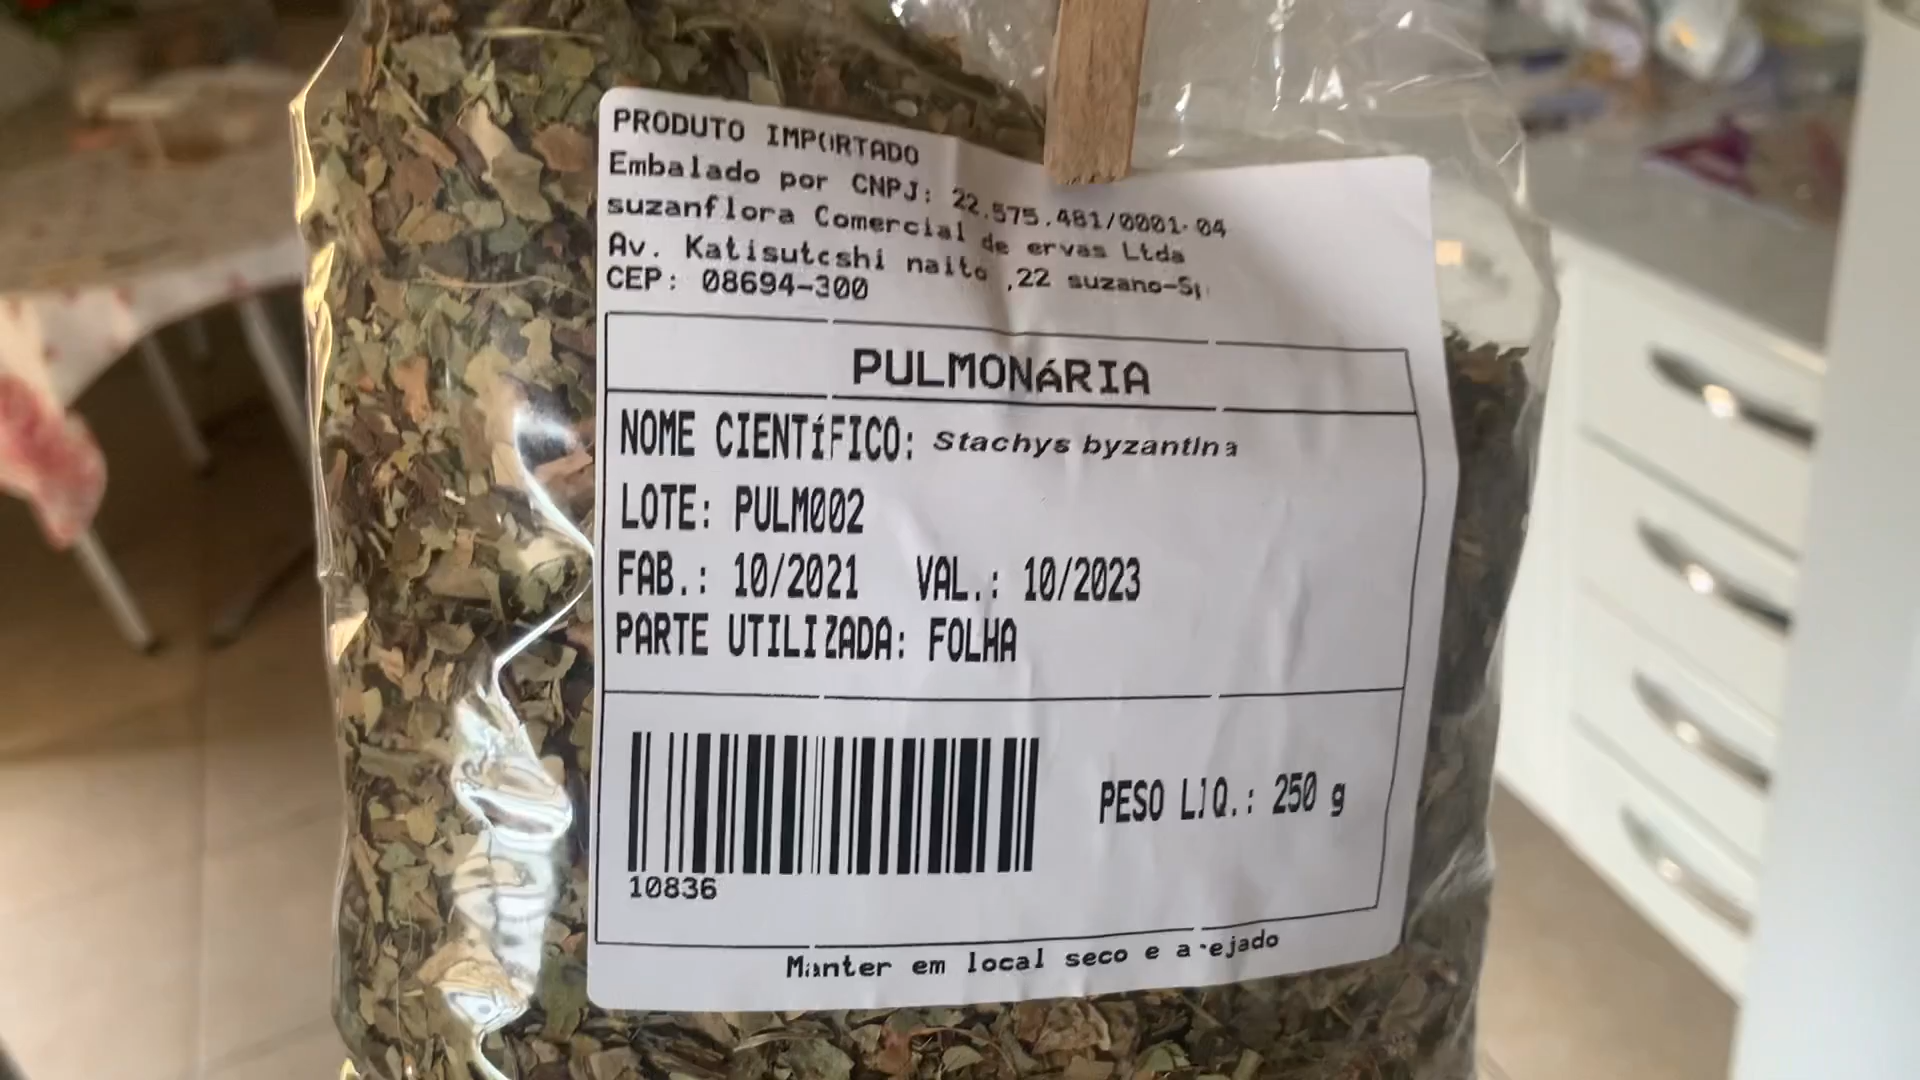 PRODUTO IMPORTADO
Embalado por CNPJ: 22.575.481/0001-04
suzanflora Comercial de ervas Ltda
Av. Katisutoshi naito ,22 suzano-Sp
CEP: 08694-300
PULMONáRIA
NOME CIENTíFICO: Stachys byzantina
LOTE: PULM002
FAB.: 10/2021 VAL.: 10/2023
PARTE UTILIZADA: FOLHA
10836
PESO LIQ.: 250 g
Manter em local seco e arejado